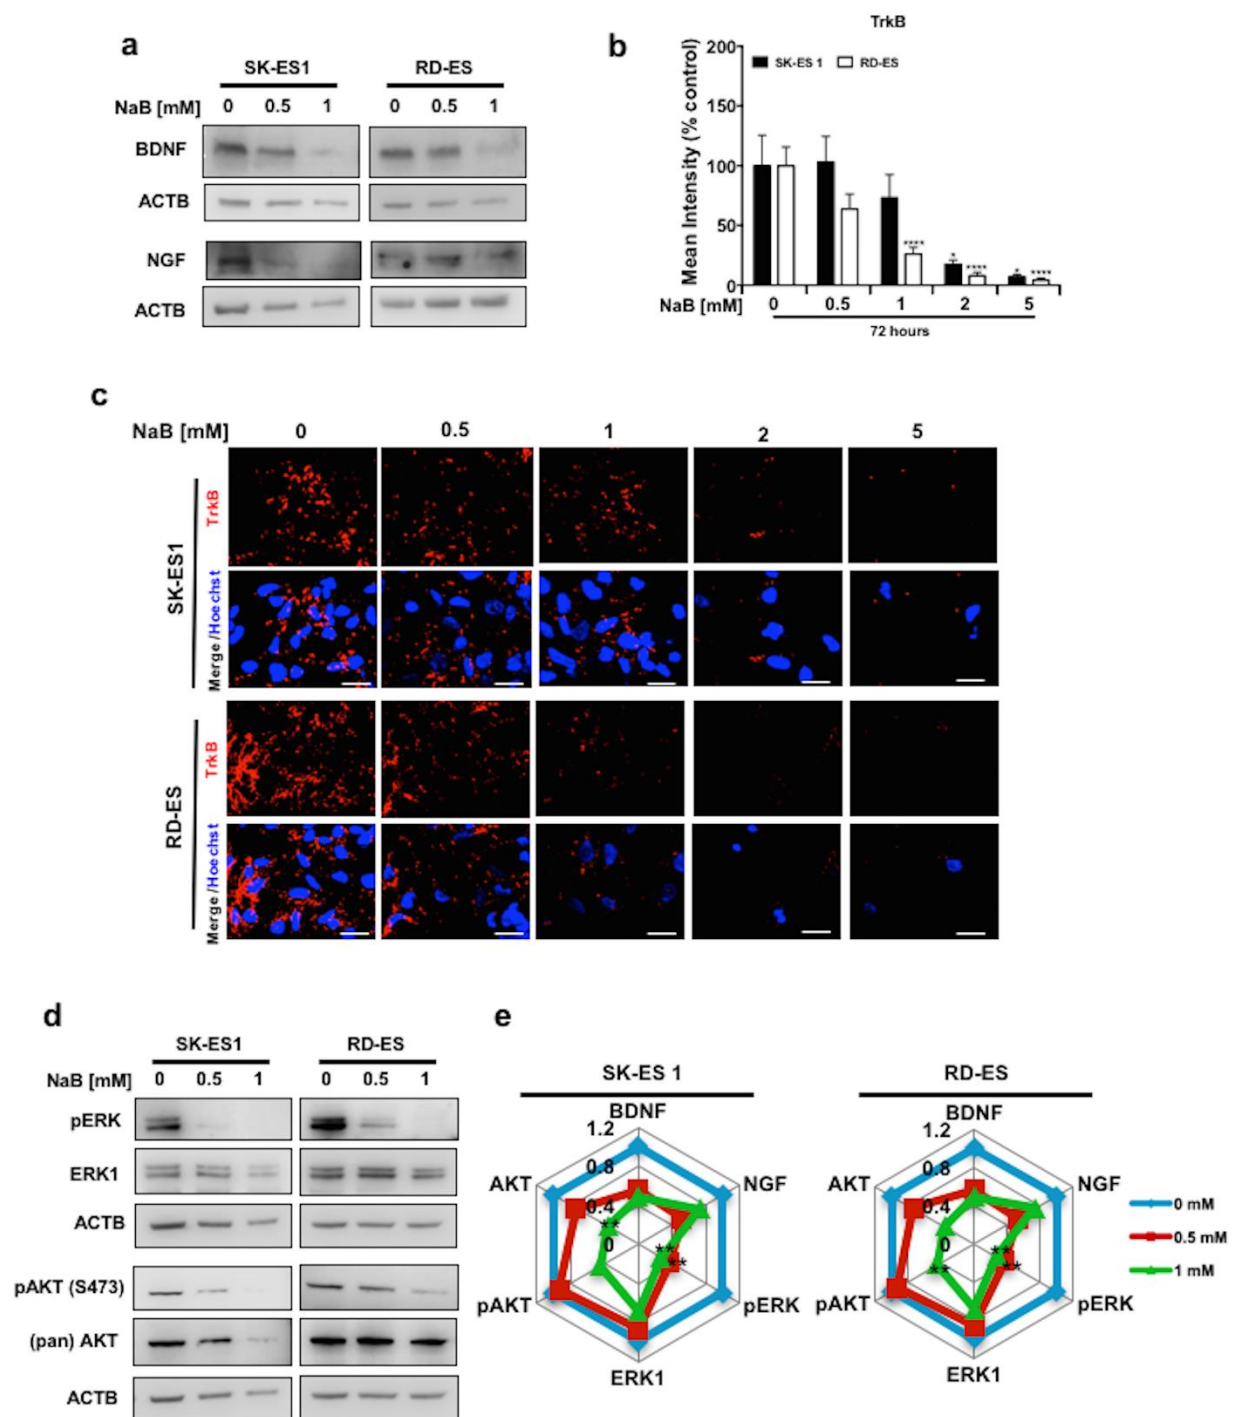 a
SK-ES1 RD-ES
NaB [mM] 0 0.5 1 0 0.5 1
BDNF
ACTB
NGF
ACTB
b
TrkB
Mean Intensity (% control)
200
150
100
50
0
SK-ES 1 RD-ES
**** * **** * ****
NaB [mM] 0 0.5 1 2 5
72 hours
c
NaB [mM] 0 0.5 1 2 5
SK-ES1
TrkB
Merge/Hoechst
RD-ES
TrkB
Merge/Hoechst
d
SK-ES1 RD-ES
NaB [mM] 0 0.5 1 0 0.5 1
pERK
ERK1
ACTB
pAKT (S473)
(pan) AKT
ACTB
e
SK-ES 1
BDNF
1.2
0.8
AKT NGF
0.4
**
0 **
**
pAKT pERK
ERK1
RD-ES
BDNF
1.2
0.8
AKT NGF
0.4
0 **
** **
pAKT pERK
ERK1
0 mM
0.5 mM
1 mM